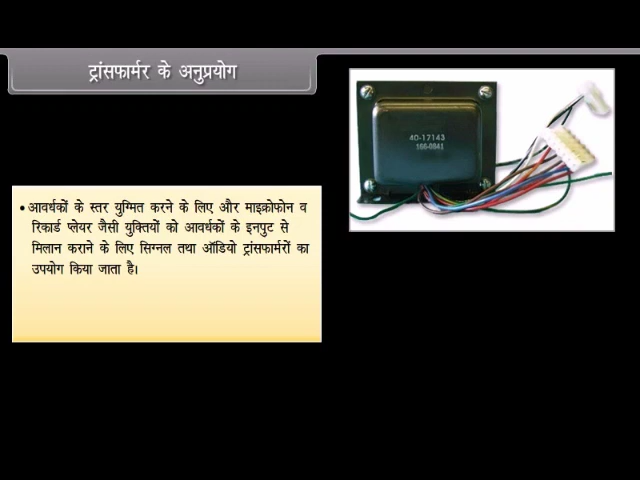 ट्रांसफार्मर के अनुप्रयोग
40-17143
166-0841
• आवर्धकों के स्तर युग्मित करने के लिए और माइक्रोफोन व
रिकार्ड प्लेयर जैसी युक्तियों को आवर्धकों के इनपुट से
मिलान कराने के लिए सिग्नल तथा ऑडियो ट्रांसफार्मरों का
उपयोग किया जाता है।